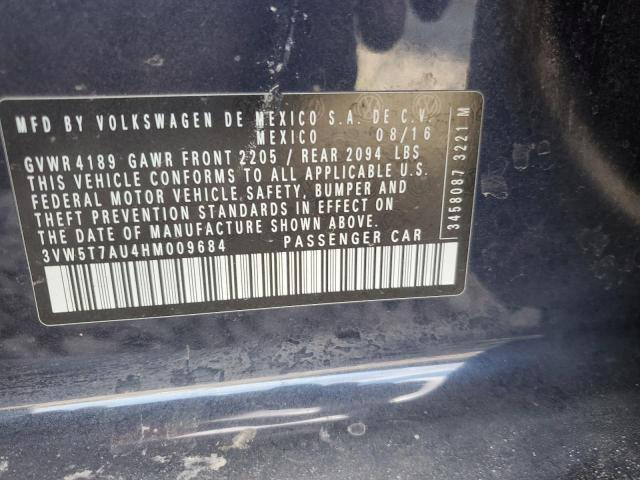 MFD BY VOLKSWAGEN DE MEXICO S.A. DE C.V.
MEXICO 08/16
GVWR 4189 GAWR FRONT 2205 / REAR 2094 LBS
THIS VEHICLE CONFORMS TO ALL APPLICABLE U.S.
FEDERAL MOTOR VEHICLE, SAFETY, BUMPER AND
THEFT PREVENTION STANDARDS IN EFFECT ON
THE DATE OF MANUFACTURE SHOWN ABOVE.
3VW5T7AU4HM009684 PASSENGER CAR
3458087 3221 M